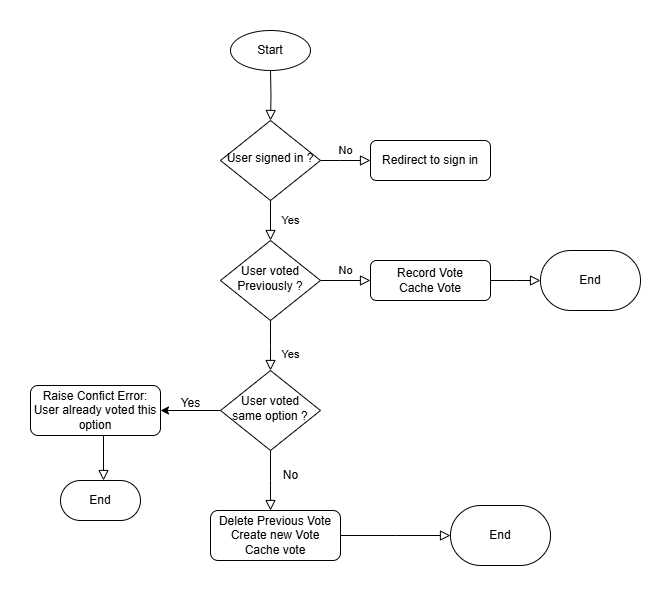 Start
User signed in ?
No
Redirect to sign in
Yes
User voted
Previously ?
No
Record Vote
Cache Vote
End
Yes
User voted
same option ?
Yes
Raise Confict Error:
User already voted this
option
End
No
Delete Previous Vote
Create new Vote
Cache vote
End